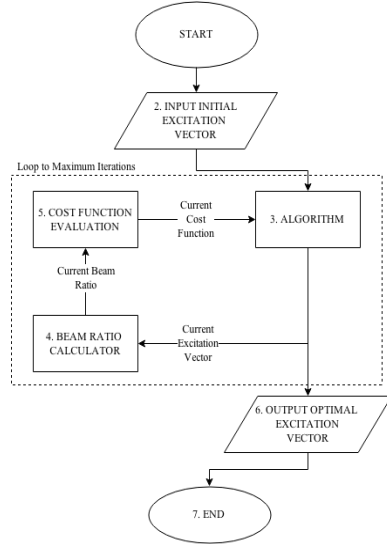 START
2. INPUT INITIAL
EXCITATION
VECTOR
Loop to Maximum Iterations
5. COST FUNCTION
EVALUATION
Current
Cost
Function
3. ALGORITHM
Current Beam
Ratio
4. BEAM RATIO
CALCULATOR
Current
Excitation
Vector
6. OUTPUT OPTIMAL
EXCITATION
VECTOR
7. END